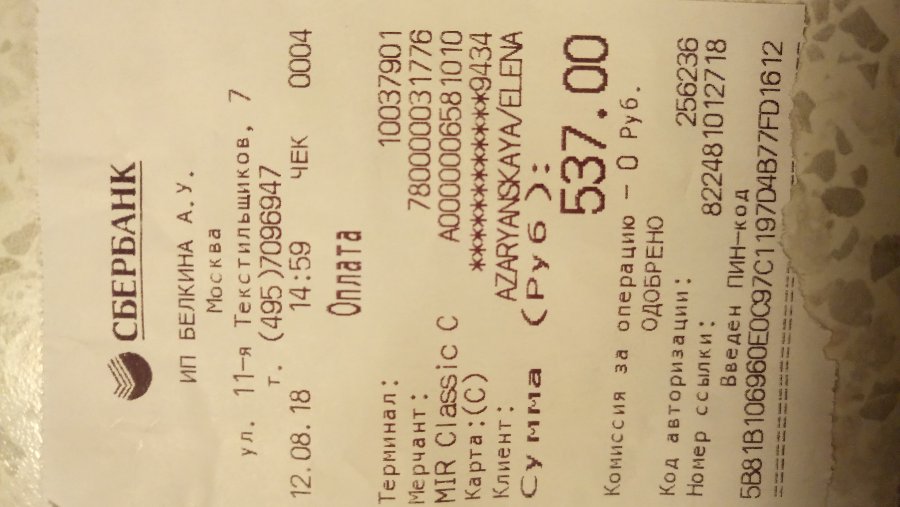 СБЕРБАНК
ИП БЕЛКИНА А.У.
Москва
ул. 11-я Текстильщиков, 7
т. (495)7096947
12.08.18 14:59 ЧЕК 0004
Оплата
Терминал: 10037901
Мерчант: 780000031776
MIR Classic C A0000006581010
Карта:(C) ************9434
Клиент: AZARYANSKAYA/ELENA
Сумма (Руб):
537.00
Комиссия за операцию - 0 Руб.
ОДОБРЕНО
Код авторизации: 256236
Номер ссылки: 822481012718
Введен ПИН-код
5B81B106960E0C97C1197D4B77FD1612